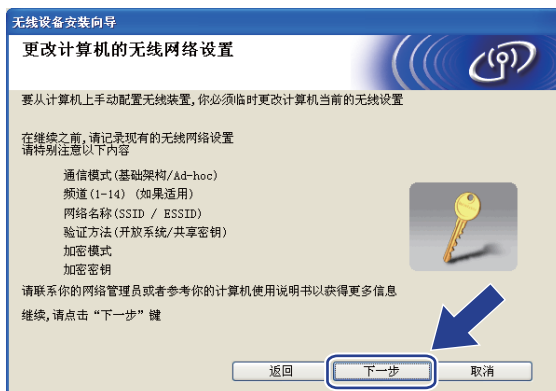 无线设备安装向导
更改计算机的无线网络设置
要从计算机上手动配置无线装置,你必须临时更改计算机当前的无线设置
在继续之前,请记录现有的无线网络设置
请特别注意以下内容
通信模式(基础架构/Ad-hoc)
频道(1-14) (如果适用)
网络名称(SSID / ESSID)
验证方法(开放系统/共享密钥)
加密模式
加密密钥
请联系你的网络管理员或者参考你的计算机使用说明书以获得更多信息
继续,请点击“下一步”键
返回
下一步
取消